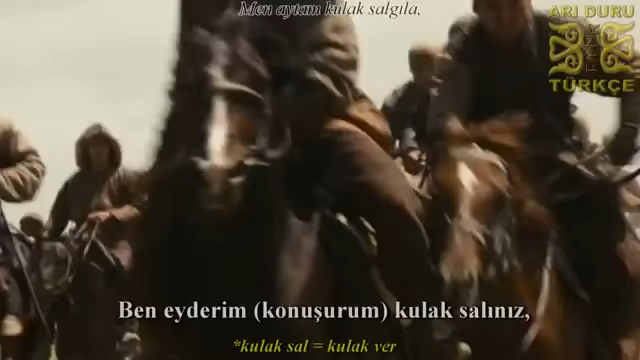 Men aytam kulak salgıla,
ARI DURU
TÜRKÇE
Ben eyderim (konuşurum) kulak salınız,
*kulak sal = kulak ver